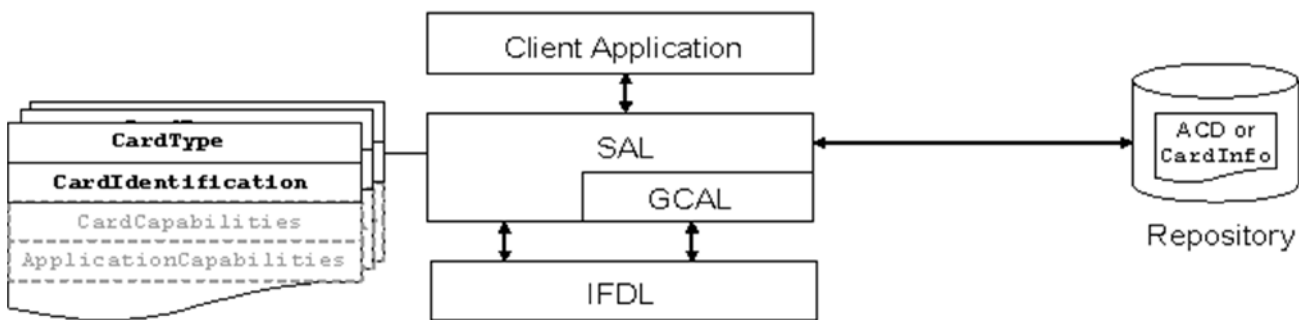 Client Application
CardType
CardIdentification
CardCapabilities
ApplicationCapabilities
SAL
GCAL
IFDL
ACD or
CardInfo
Repository